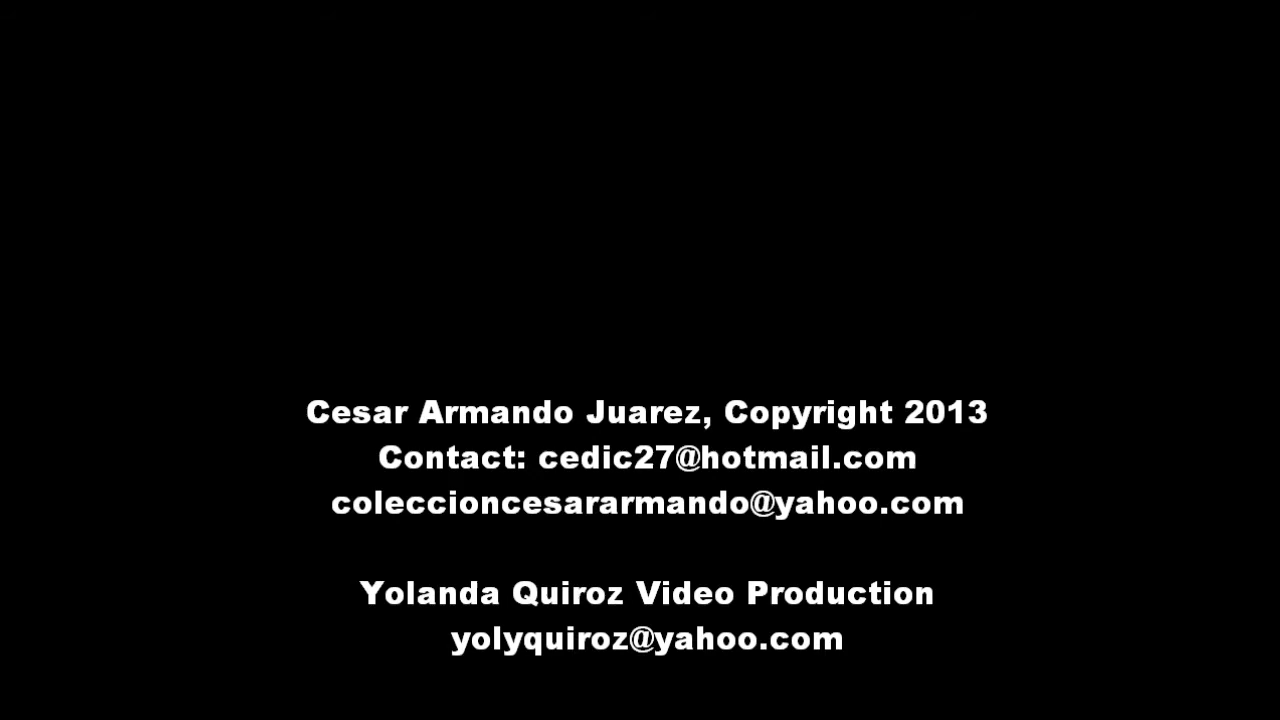 Cesar Armando Juarez, Copyright 2013
Contact: cedic27@hotmail.com
coleccioncesararmando@yahoo.com
Yolanda Quiroz Video Production
yolyquiroz@yahoo.com